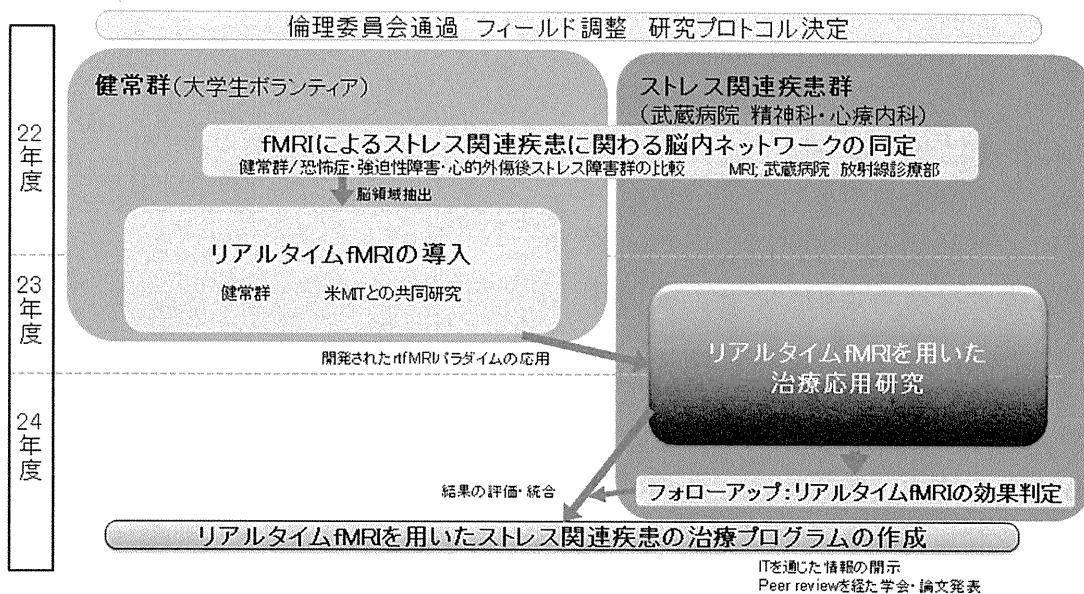 倫理委員会通過 フィールド調整 研究プロトコル決定
22年度
23年度
24年度
健常群(大学生ボランティア)
ストレス関連疾患群
(武蔵病院 精神科・心療内科)
fMRIによるストレス関連疾患に関わる脳内ネットワークの同定
健常群/恐怖症・強迫性障害・心的外傷後ストレス障害群の比較 MRI; 武蔵病院 放射線診療部
脳領域抽出
リアルタイムfMRIの導入
健常群 米MITとの共同研究
開発されたrtfMRIパラダイムの応用
リアルタイムfMRIを用いた
治療応用研究
結果の評価・統合
フォローアップ:リアルタイムfMRIの効果判定
リアルタイムfMRIを用いたストレス関連疾患の治療プログラムの作成
ITを通じた情報の開示
Peer reviewを経た学会・論文発表